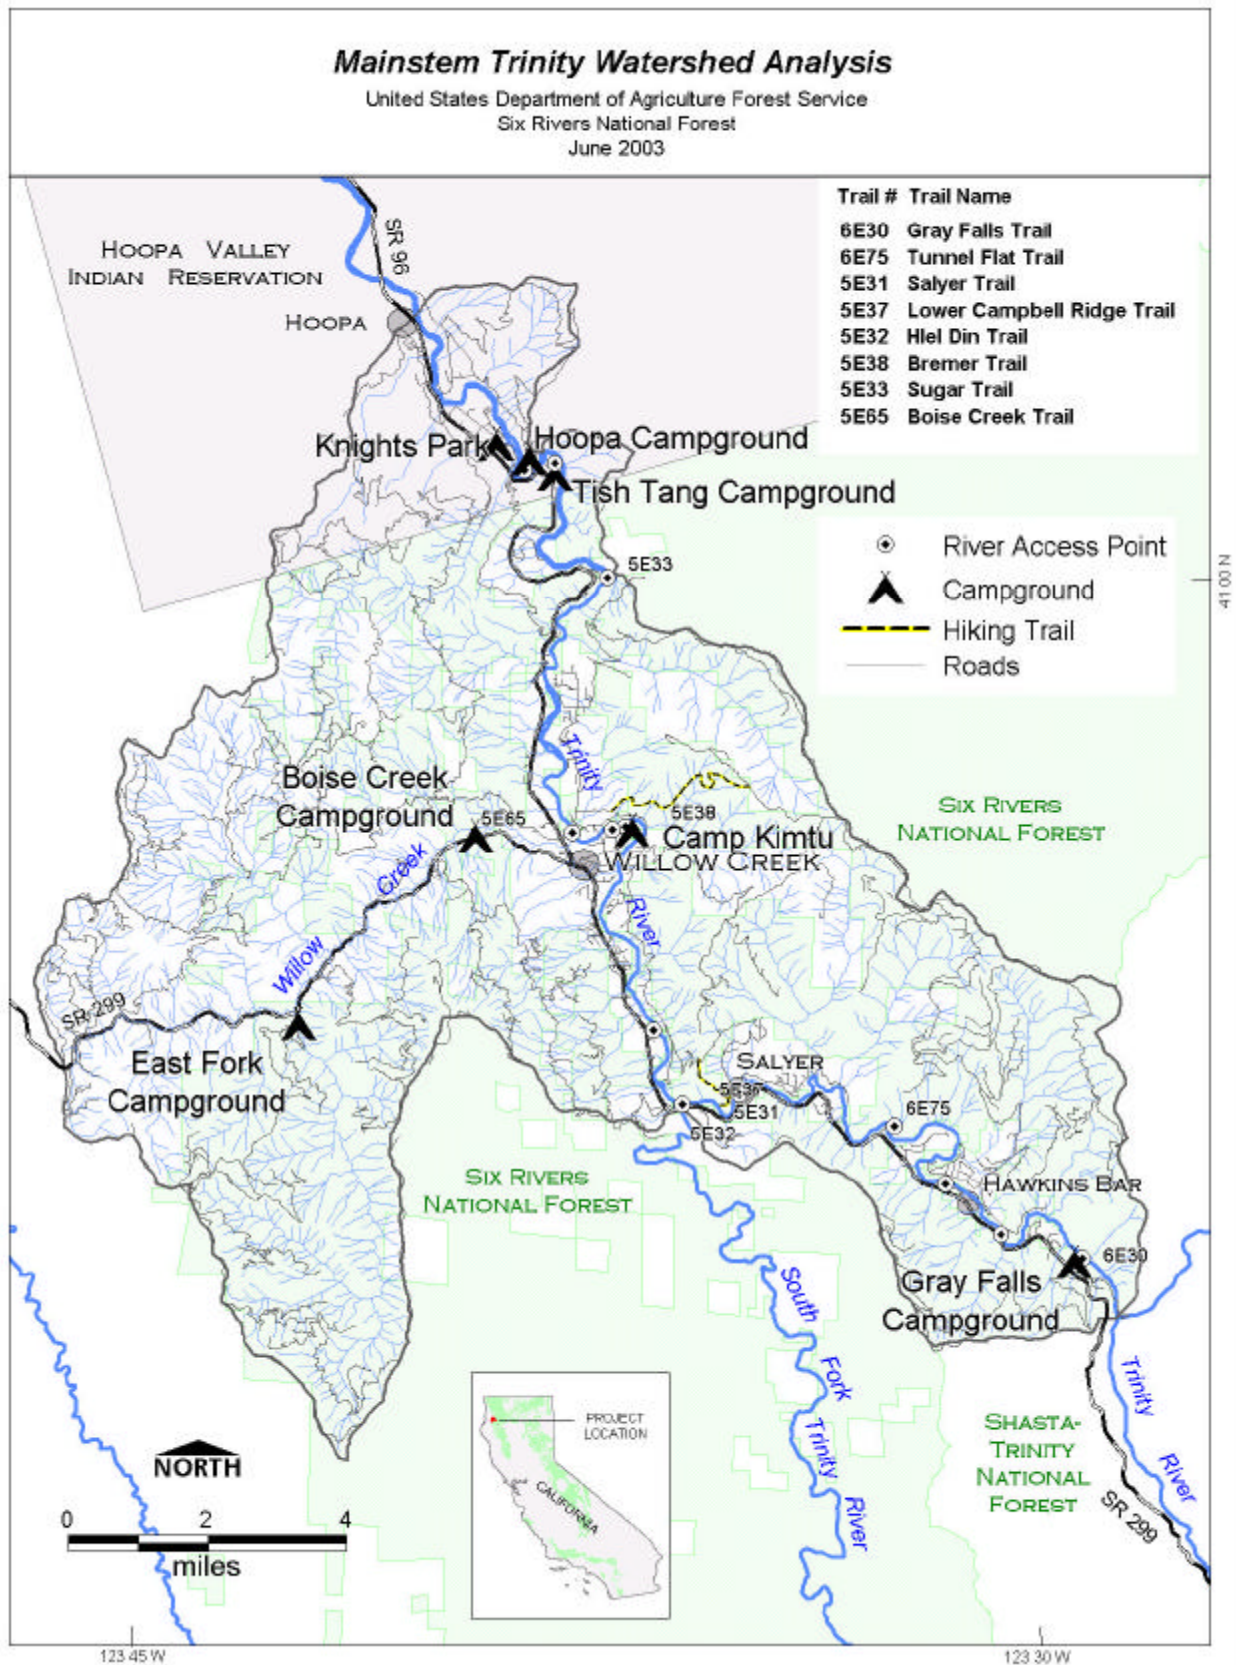 Mainstem Trinity Watershed Analysis
United States Department of Agriculture Forest Service
Six Rivers National Forest
June 2003
Trail # Trail Name
6E30 Gray Falls Trail
6E75 Tunnel Flat Trail
5E31 Salyer Trail
5E37 Lower Campbell Ridge Trail
5E32 Hlel Din Trail
5E38 Bremer Trail
5E33 Sugar Trail
5E65 Boise Creek Trail
HOOPA VALLEY
INDIAN RESERVATION
SR 96
HOOPA
Knights Park
Hoopa Campground
Tish Tang Campground
River Access Point
Campground
Hiking Trail
Roads
5E33
41 00 N
Trinity
Boise Creek
Campground
5E65
5E38
Camp Kimtu
WILLOW CREEK
SIX RIVERS
NATIONAL FOREST
Creek
Willow
River
SR 299
East Fork
Campground
SALYER
5E37
5E31
5E32
6E75
SIX RIVERS
NATIONAL FOREST
HAWKINS BAR
6E30
Gray Falls
Campground
South
Fork
Trinity
River
Trinity
River
SHASTA-
TRINITY
NATIONAL
FOREST
SR 299
PROJECT
LOCATION
CALIFORNIA
NORTH
0 2 4
miles
123 45 W
123 30 W